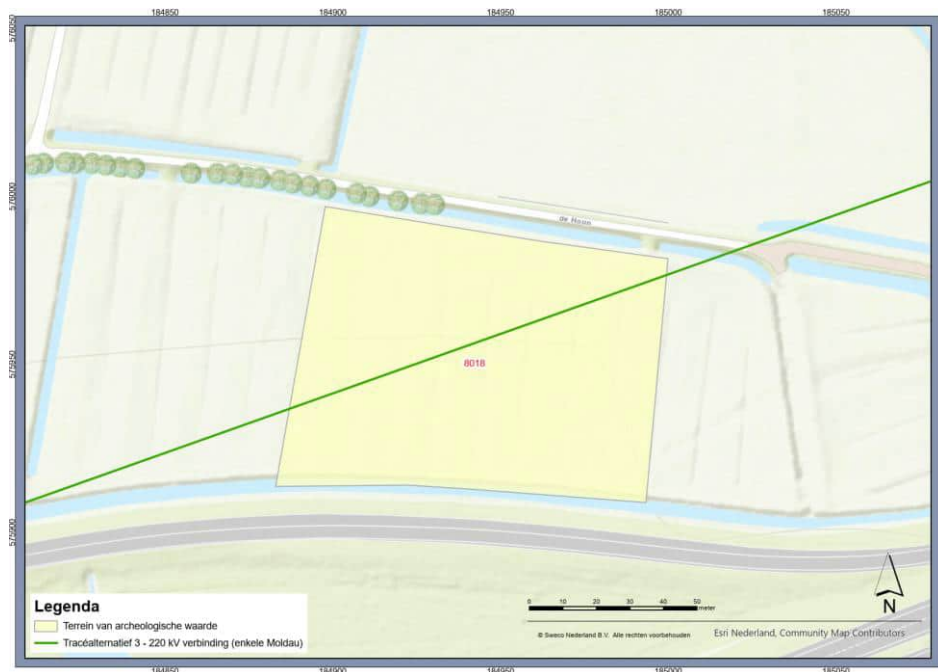 184850 184900 184950 185000 185050
576050
576000
de Hoon
575950
8018
575900
Legenda
Terrein van archeologische waarde
Tracéalternatief 3 - 220 kV verbinding (enkele Moldau)
0 10 20 30 40 50
meter
N
© Sweco Nederland B.V. Alle rechten voorbehouden
Esri Nederland, Community Map Contributors
184850 184900 184950 185000 185050